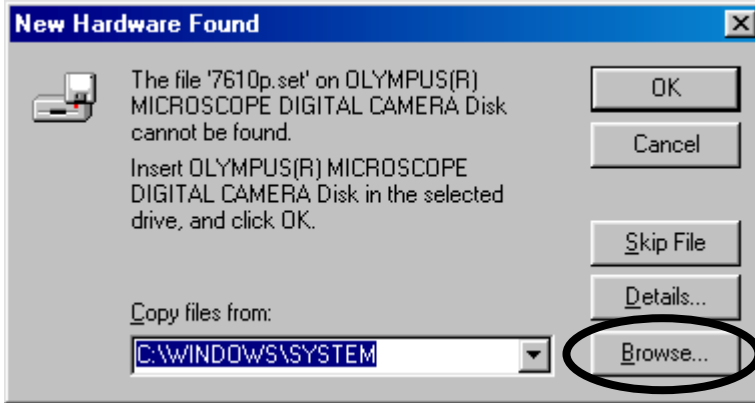 New Hardware Found
The file '7610p.set' on OLYMPUS(R)
MICROSCOPE DIGITAL CAMERA Disk
cannot be found.
Insert OLYMPUS(R) MICROSCOPE
DIGITAL CAMERA Disk in the selected
drive, and click OK.
OK
Cancel
Skip File
Details...
Copy files from:
C:\WINDOWS\SYSTEM
Browse...